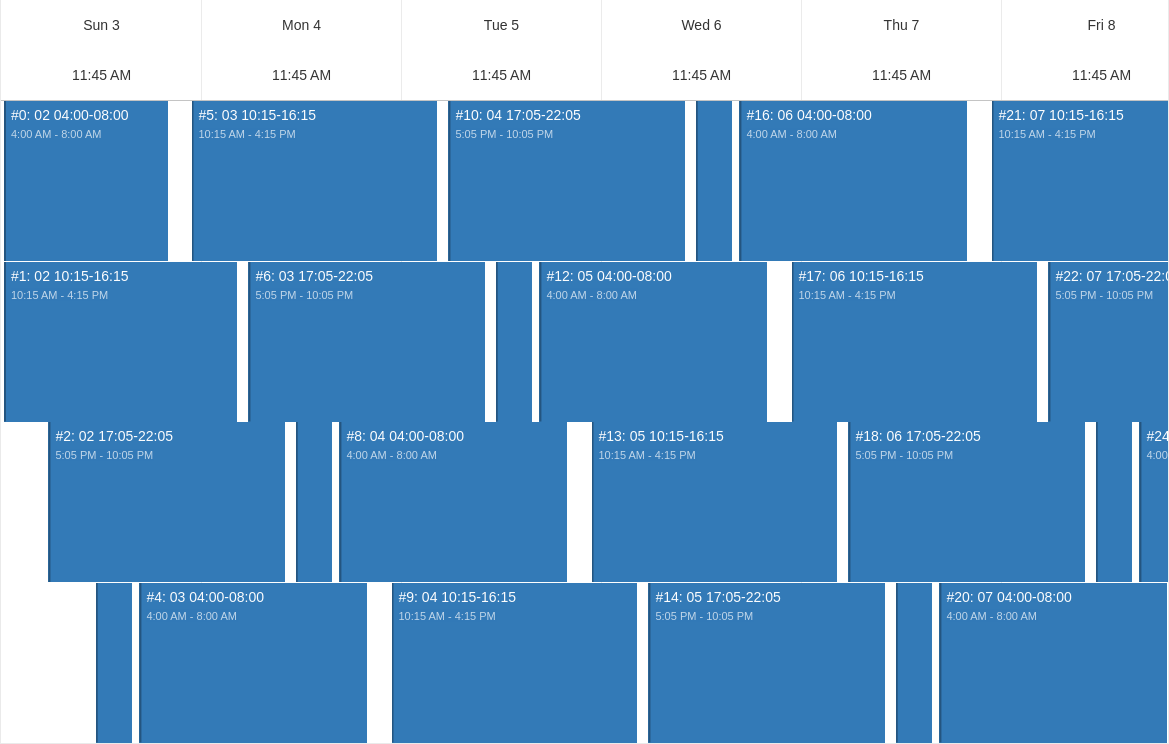 Sun 3 Mon 4 Tue 5 Wed 6 Thu 7 Fri 8
11:45 AM 11:45 AM 11:45 AM 11:45 AM 11:45 AM 11:45 AM
#0: 02 04:00-08:00
4:00 AM - 8:00 AM
#5: 03 10:15-16:15
10:15 AM - 4:15 PM
#10: 04 17:05-22:05
5:05 PM - 10:05 PM
#16: 06 04:00-08:00
4:00 AM - 8:00 AM
#21: 07 10:15-16:15
10:15 AM - 4:15 PM
#1: 02 10:15-16:15
10:15 AM - 4:15 PM
#6: 03 17:05-22:05
5:05 PM - 10:05 PM
#12: 05 04:00-08:00
4:00 AM - 8:00 AM
#17: 06 10:15-16:15
10:15 AM - 4:15 PM
#22: 07 17:05-22:0
5:05 PM - 10:05 PM
#2: 02 17:05-22:05
5:05 PM - 10:05 PM
#8: 04 04:00-08:00
4:00 AM - 8:00 AM
#13: 05 10:15-16:15
10:15 AM - 4:15 PM
#18: 06 17:05-22:05
5:05 PM - 10:05 PM
#24
4:00
#4: 03 04:00-08:00
4:00 AM - 8:00 AM
#9: 04 10:15-16:15
10:15 AM - 4:15 PM
#14: 05 17:05-22:05
5:05 PM - 10:05 PM
#20: 07 04:00-08:00
4:00 AM - 8:00 AM